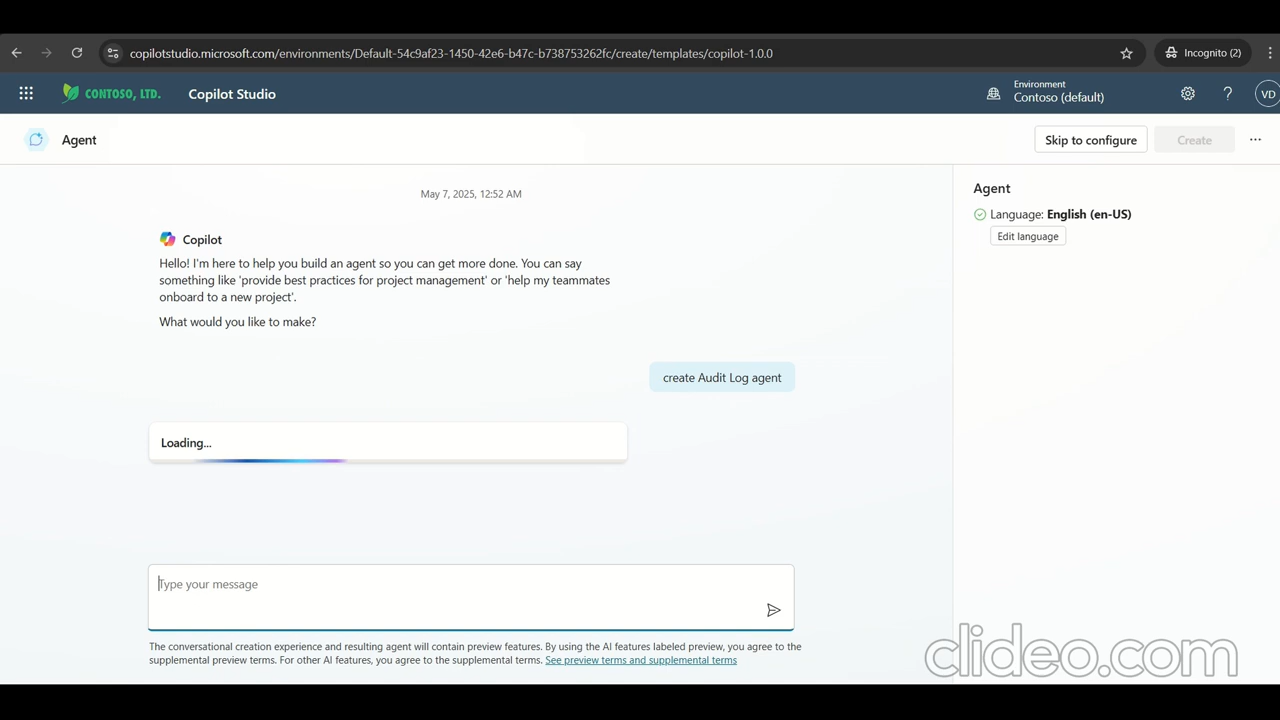 copilotstudio.microsoft.com/environments/Default-54c9af23-1450-42e6-b47c-b738753262fc/create/templates/copilot-1.0.0
Incognito (2)
CONTOSO, LTD.
Copilot Studio
Environment
Contoso (default)
?
VD
Agent
Skip to configure
Create
May 7, 2025, 12:52 AM
Copilot
Hello! I'm here to help you build an agent so you can get more done. You can say
something like 'provide best practices for project management' or 'help my teammates
onboard to a new project'.
What would you like to make?
create Audit Log agent
Loading...
Type your message
The conversational creation experience and resulting agent will contain preview features. By using the AI features labeled preview, you agree to the
supplemental preview terms. For other AI features, you agree to the supplemental terms. See preview terms and supplemental terms
Agent
Language: English (en-US)
Edit language
clideo.com